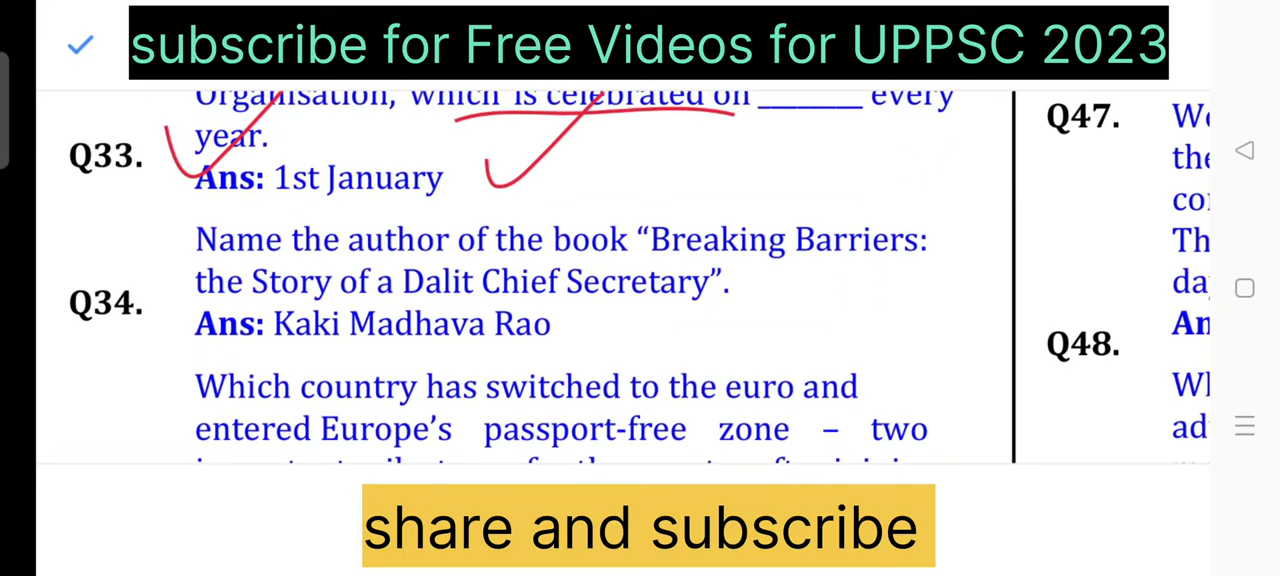 subscribe for Free Videos for UPPSC 2023
Organisation, which is celebrated on ________ every
Q33. year.
Ans: 1st January
Name the author of the book “Breaking Barriers:
Q34. the Story of a Dalit Chief Secretary”.
Ans: Kaki Madhava Rao
Which country has switched to the euro and
entered Europe’s passport-free zone – two
Q47.
the
Th
Q48.
share and subscribe